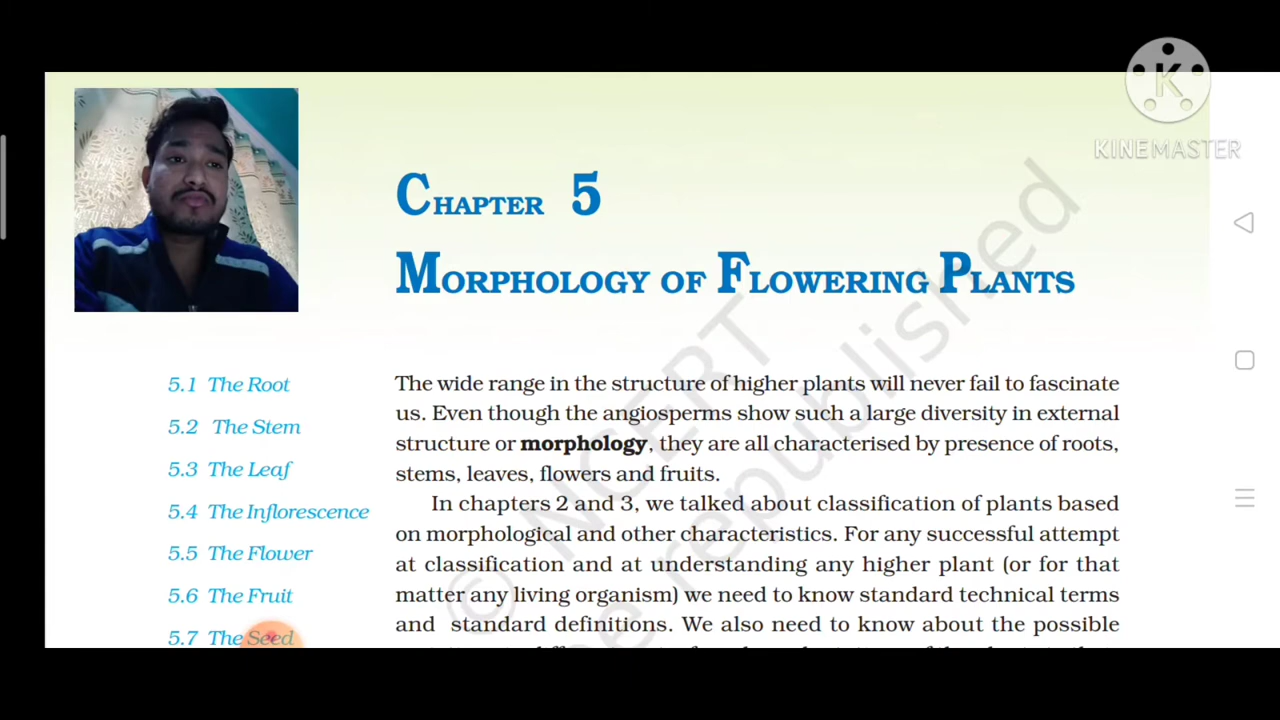 K
KINEMASTER
CHAPTER 5
MORPHOLOGY OF FLOWERING PLANTS
5.1 The Root
5.2 The Stem
5.3 The Leaf
5.4 The Inflorescence
5.5 The Flower
5.6 The Fruit
5.7 The Seed
The wide range in the structure of higher plants will never fail to fascinate
us. Even though the angiosperms show such a large diversity in external
structure or morphology, they are all characterised by presence of roots,
stems, leaves, flowers and fruits.
In chapters 2 and 3, we talked about classification of plants based
on morphological and other characteristics. For any successful attempt
at classification and at understanding any higher plant (or for that
matter any living organism) we need to know standard technical terms
and standard definitions. We also need to know about the possible
© NCERT
be republished